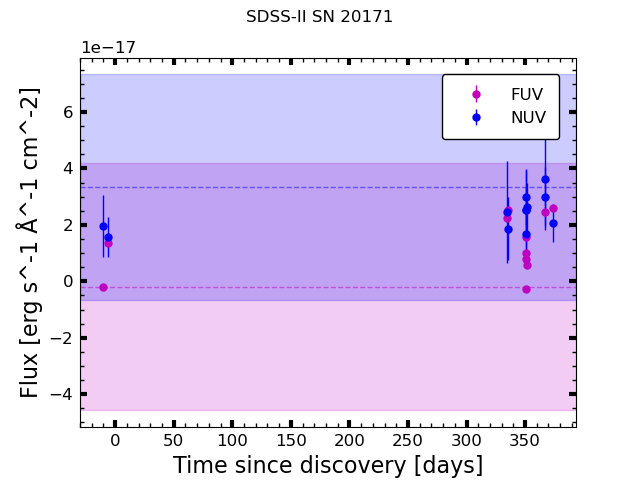 SDSS-II SN 20171
1e−17
FUV
NUV
6
4
2
0
−2
−4
Flux [erg s^-1 Å^-1 cm^-2]
0 50 100 150 200 250 300 350
Time since discovery [days]